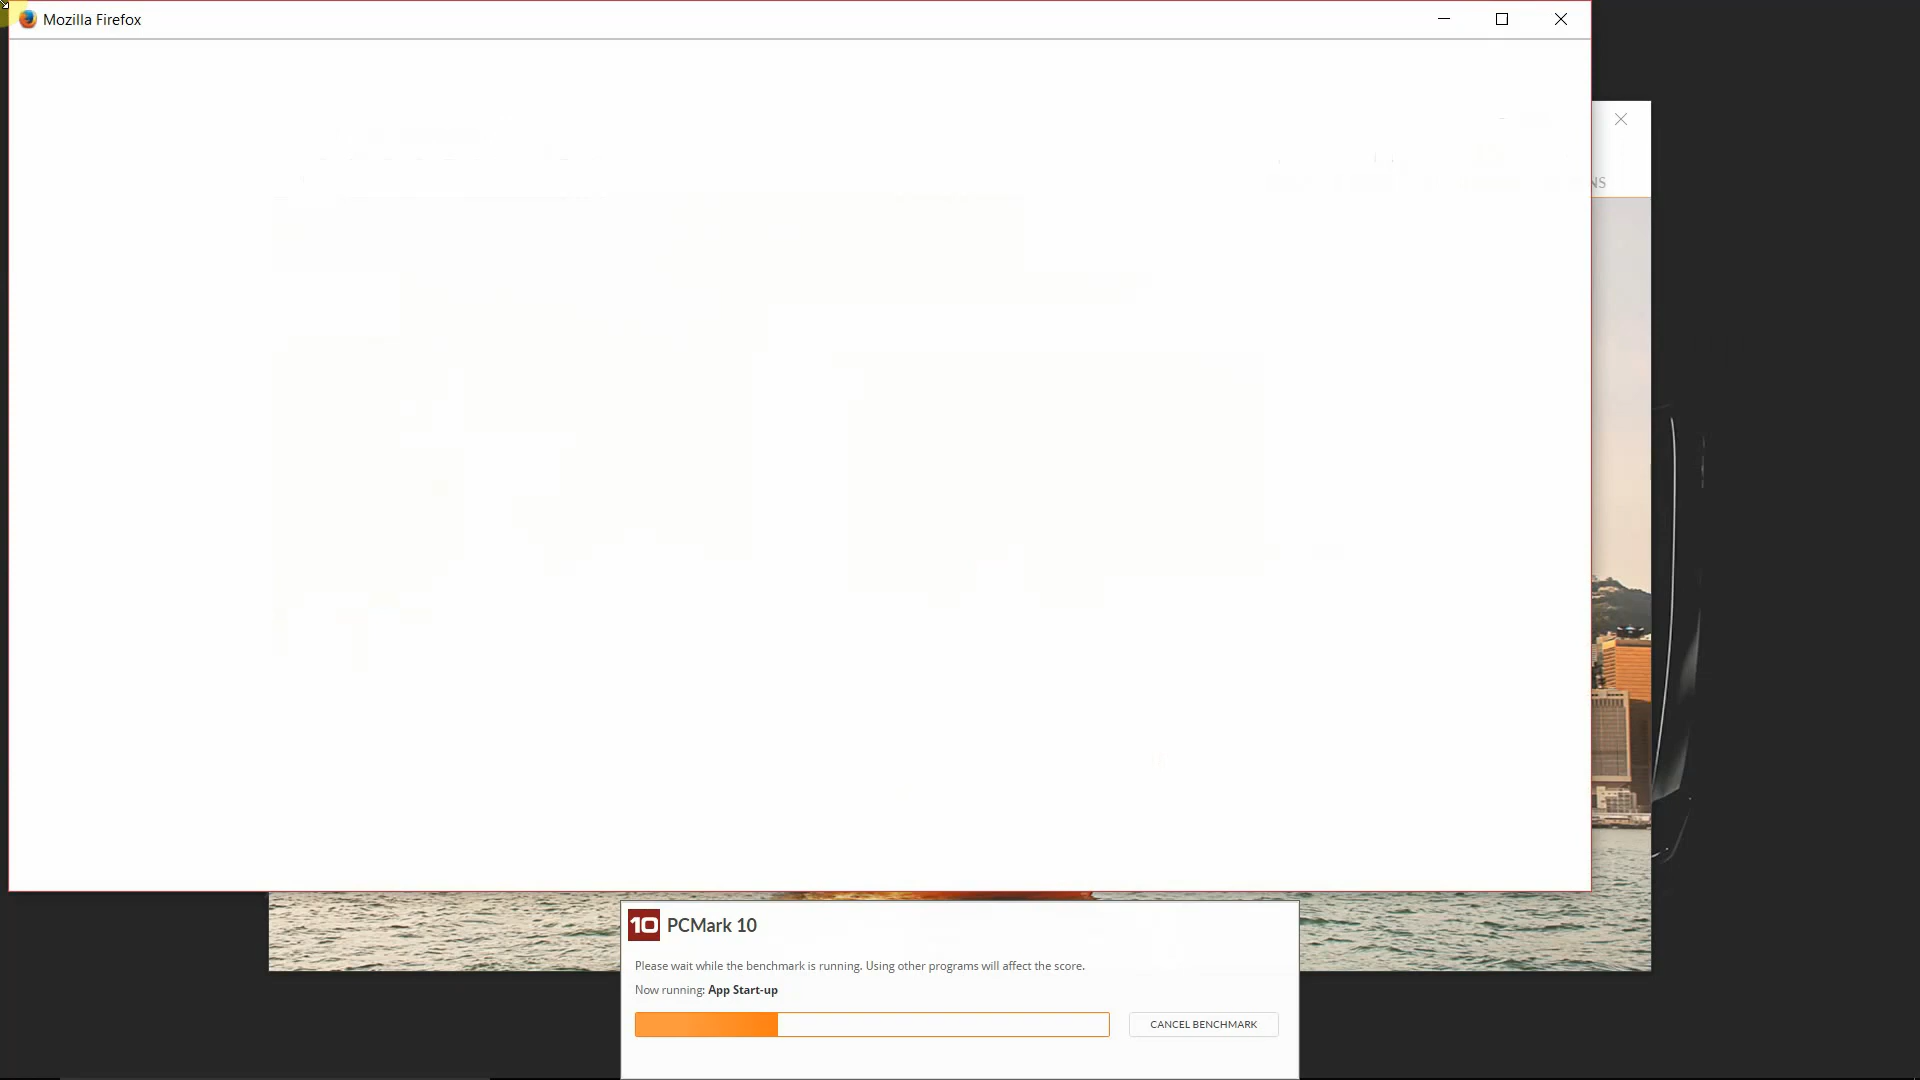 Mozilla Firefox
NS
10 PCMark 10
Please wait while the benchmark is running. Using other programs will affect the score.
Now running: App Start-up
CANCEL BENCHMARK